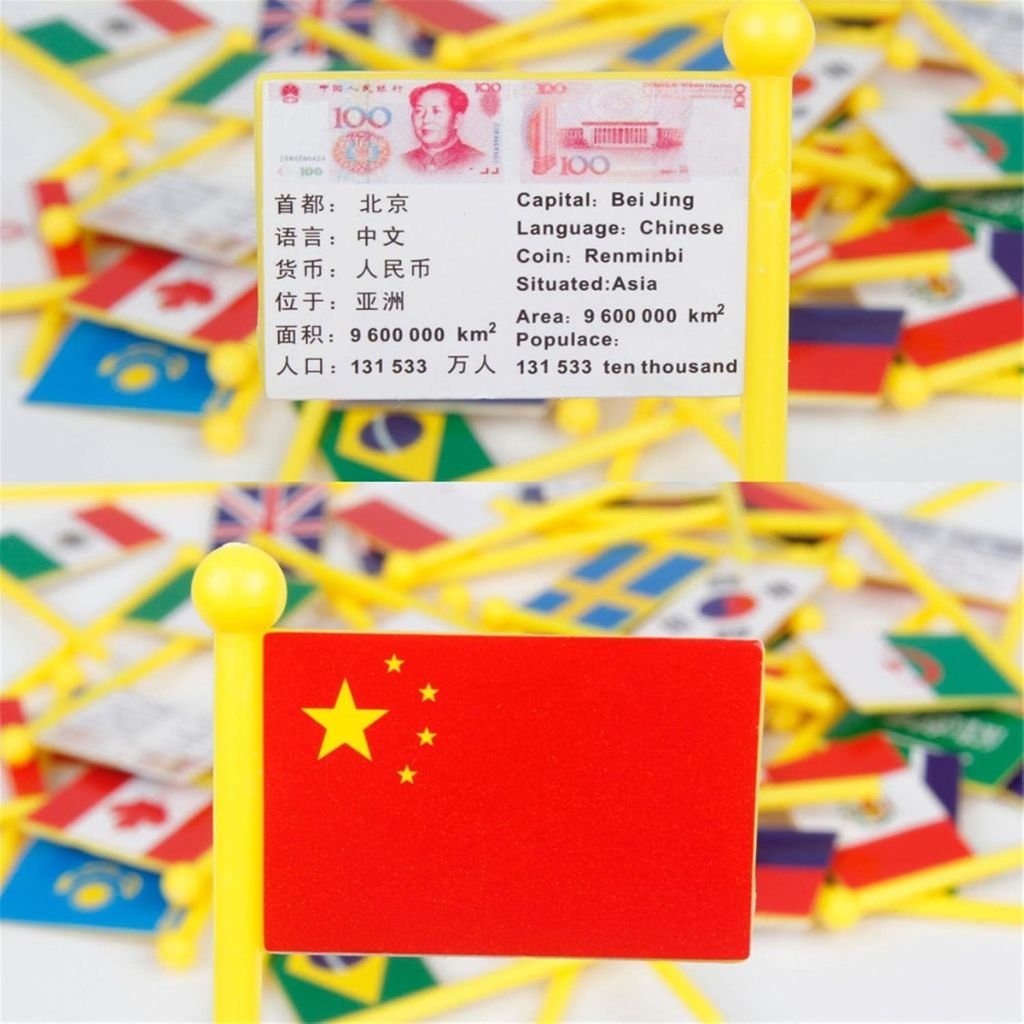 中国人民银行
100
100
100
100
100
100
100
首都： 北京
语言： 中文
货币： 人民币
位于： 亚洲
面积： 9 600 000 km²
人口： 131 533 万人
Capital: Bei Jing
Language: Chinese
Coin: Renminbi
Situated:Asia
Area: 9 600 000 km²
Populace:
131 533 ten thousand